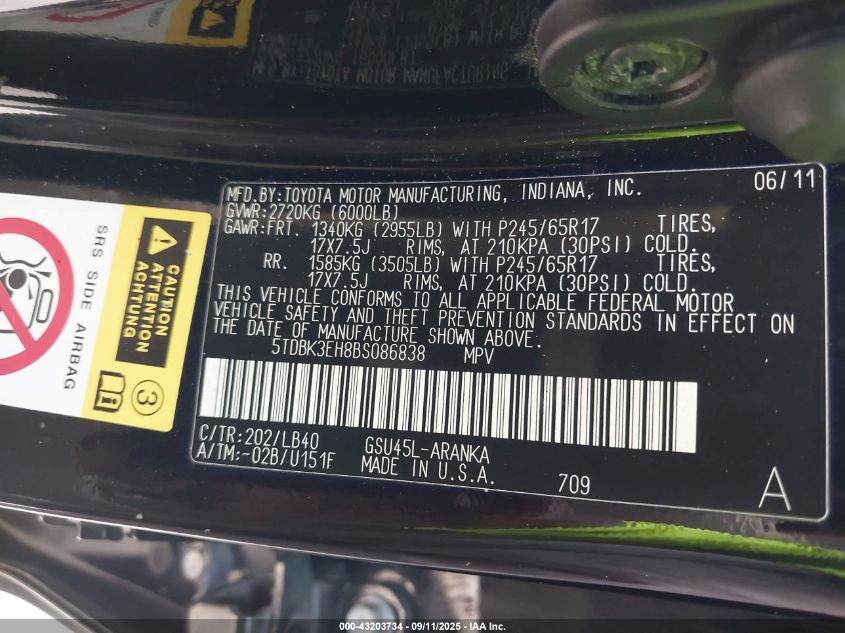 MFD.BY:TOYOTA MOTOR MANUFACTURING, INDIANA, INC. 06/11
GVWR:2720KG (6000LB)
GAWR:FRT. 1340KG (2955LB) WITH P245/65R17 TIRES,
17X7.5J RIMS, AT 210KPA (30PSI) COLD.
RR. 1585KG (3505LB) WITH P245/65R17 TIRES,
17X7.5J RIMS, AT 210KPA (30PSI) COLD.
THIS VEHICLE CONFORMS TO ALL APPLICABLE FEDERAL MOTOR
VEHICLE SAFETY AND THEFT PREVENTION STANDARDS IN EFFECT ON
THE DATE OF MANUFACTURE SHOWN ABOVE.
5TDBK3EH8BS086838 MPV
C/TR:202/LB40 GSU45L-ARANKA
A/TM:-02B/U151F MADE IN U.S.A.
709 A
SRS SIDE AIRBAG
CAUTION
ATTENTION
ACHTUNG
3
000-43203734 - 09/11/2025 - IAA Inc.